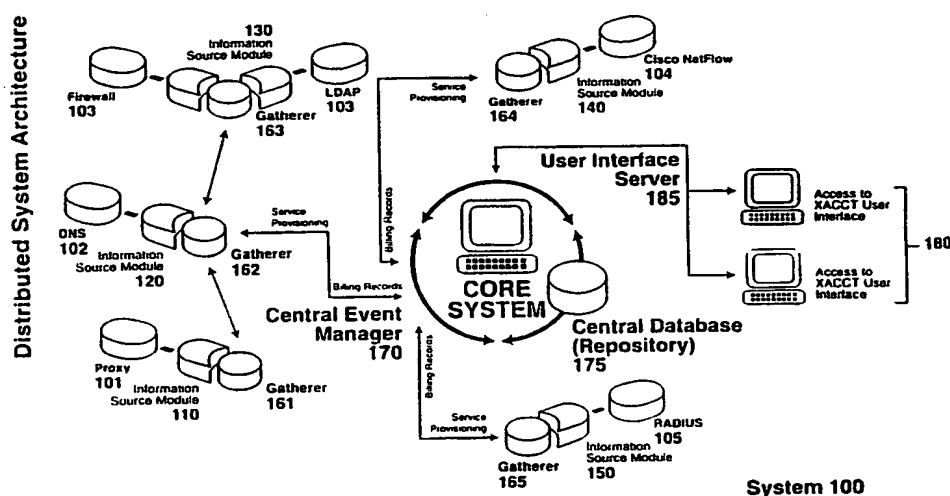 Distributed System Architecture
130
Information
Source Module
Firewall
103
LDAP
103
Gatherer
163
DNS
102
Information
Source Module
120
Gatherer
162
Service
Provisioning
Billing Records
Proxy
101
Information
Source Module
110
Gatherer
161
Service
Provisioning
Billing Records
Cisco NetFlow
104
Gatherer
164
Information
Source Module
140
User Interface
Server
185
Access to
XACCT User
Interface
Access to
XACCT User
Interface
180
CORE
SYSTEM
Central Event
Manager
170
Central Database
(Repository)
175
Billing Records
Service
Provisioning
RADIUS
105
Gatherer
165
Information
Source Module
150
System 100